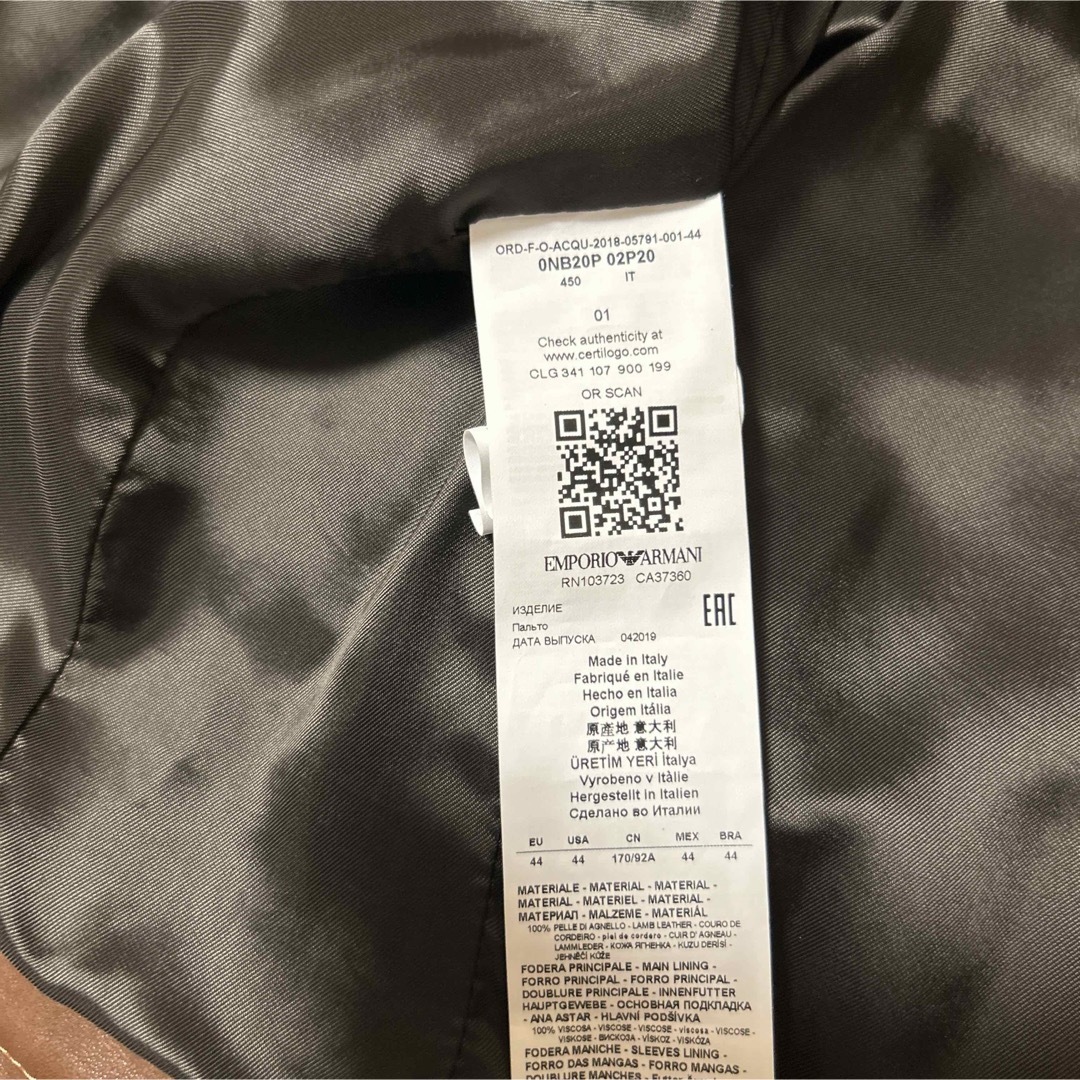 ORD-F-O-ACQU-2018-05791-001-44
0NB20P 02P20
450 IT
01
Check authenticity at
www.certilogo.com
CLG 341 107 900 199
OR SCAN
EMPORIO ARMANI
RN103723 CA37360
EAC
ИЗДЕЛИЕ
Пальто
ДАТА ВЫПУСКА 042019
Made in Italy
Fabriqué en Italie
Hecho en Italia
Origem Itália
原產地 意大利
原产地 意大利
ÜRETİM YERİ İtalya
Vyrobeno v Itàlie
Hergestellt in Italien
Сделано во Италии
EU USA CN MEX BRA
44 44 170/92A 44 44
MATERIALE - MATERIAL - MATERIAL -
MATERIAL - MATERIEL - MATERIAL -
МАТЕРИАЛ - MALZEME - MATERIÁL
100% PELLE DI AGNELLO - LAMB LEATHER - COURO DE
CORDEIRO - piel de cordero - CUIR D'AGNEAU -
LAMMLEDER - КОЖА ЯГНЕНКА - KUZU DERİSİ -
JEHNĚČÍ KŮŽE
FODERA PRINCIPALE - MAIN LINING -
FORRO PRINCIPAL - FORRO PRINCIPAL -
DOUBLURE PRINCIPALE - INNENFUTTER
HAUPTGEWEBE - ОСНОВНАЯ ПОДКЛАДКА
- ANA ASTAR - HLAVNÍ PODŠÍVKA
100% VISCOSA - VISCOSE - VISCOSE - viscosa - VISCOSE -
VISKOSE - ВИСКОЗА - VİSKOZ - VISKÓZA
FODERA MANICHE - SLEEVES LINING -
FORRO DAS MANGAS - FORRO MANGAS -
DOUBLURE MANCHES -